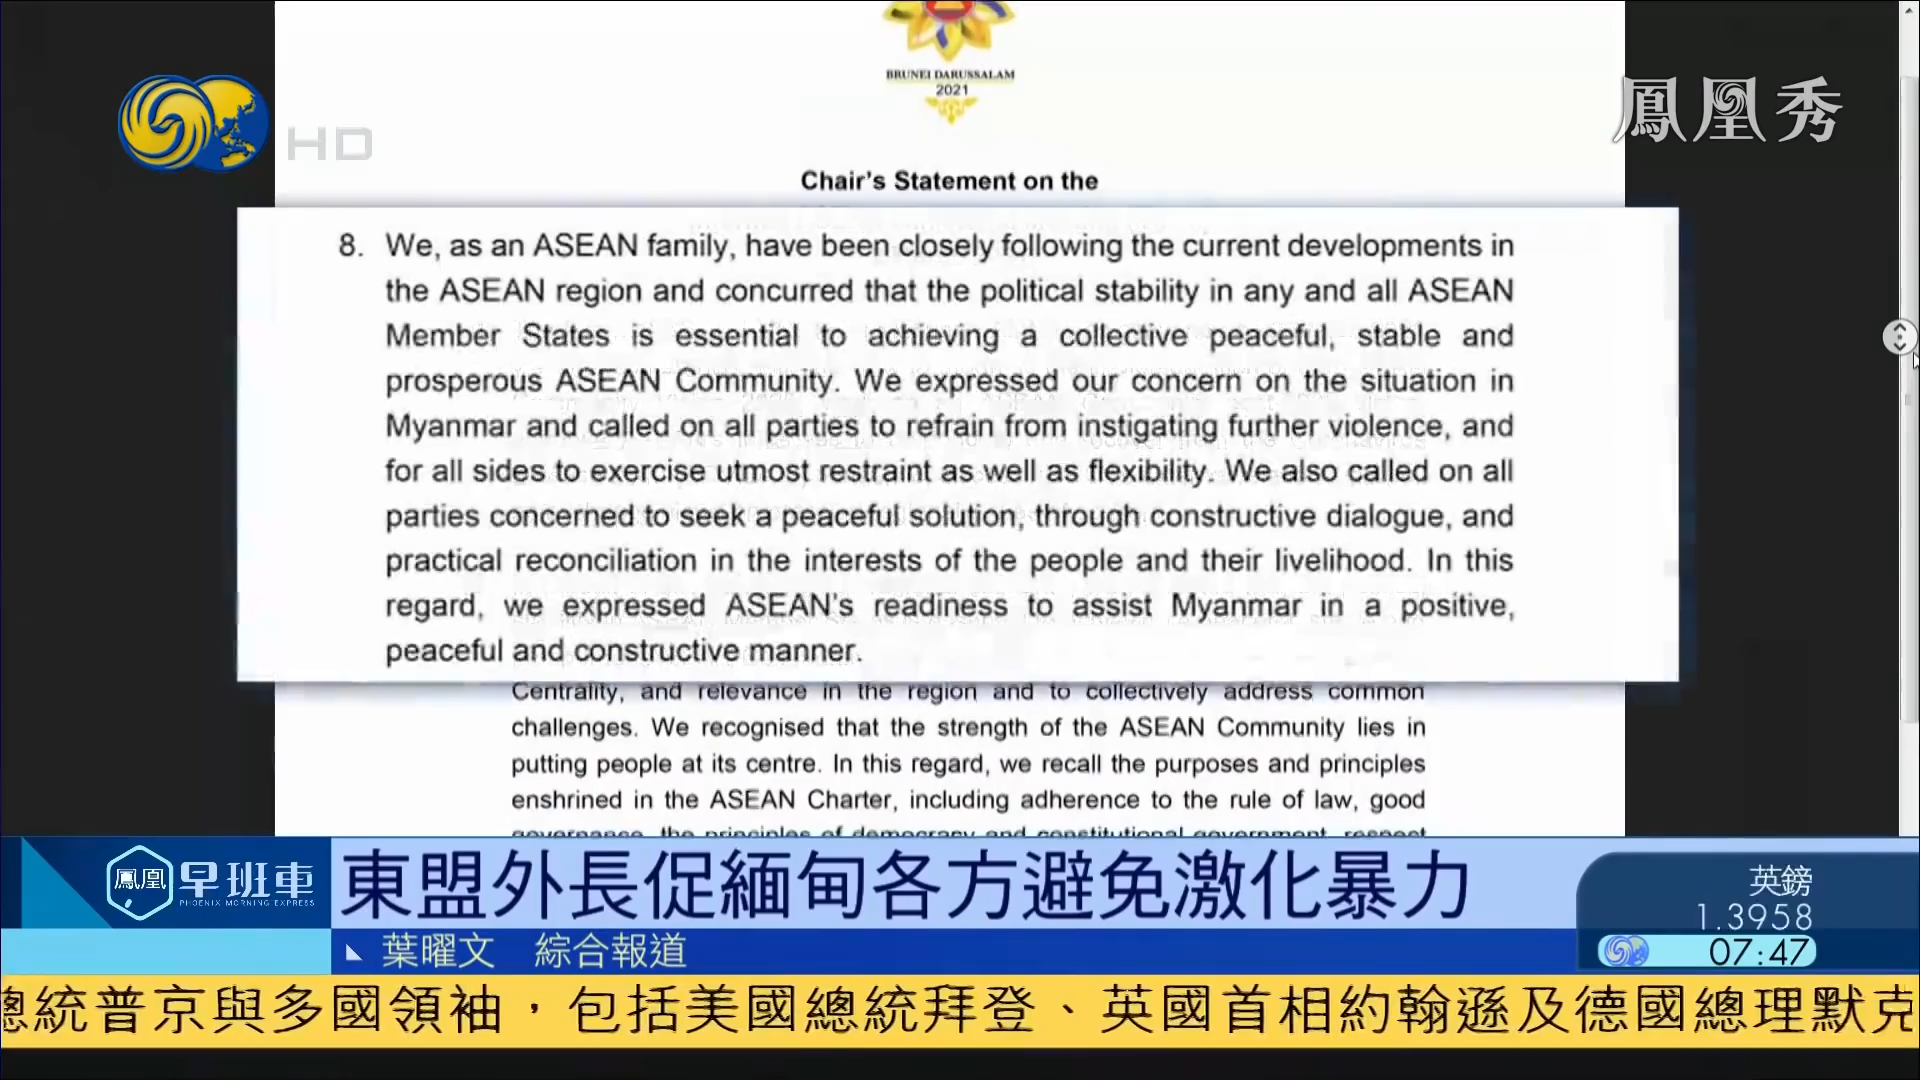 BRUNEI DARUSSALAM
2021
HD
鳳凰秀
Chair's Statement on the
8. We, as an ASEAN family, have been closely following the current developments in
the ASEAN region and concurred that the political stability in any and all ASEAN
Member States is essential to achieving a collective peaceful, stable and
prosperous ASEAN Community. We expressed our concern on the situation in
Myanmar and called on all parties to refrain from instigating further violence, and
for all sides to exercise utmost restraint as well as flexibility. We also called on all
parties concerned to seek a peaceful solution, through constructive dialogue, and
practical reconciliation in the interests of the people and their livelihood. In this
regard, we expressed ASEAN's readiness to assist Myanmar in a positive,
peaceful and constructive manner.
Centrality, and relevance in the region and to collectively address common
challenges. We recognised that the strength of the ASEAN Community lies in
putting people at its centre. In this regard, we recall the purposes and principles
enshrined in the ASEAN Charter, including adherence to the rule of law, good
governance, the principles of democracy and constitutional government, respect
鳳凰 早班車
PHOENIX MORNING EXPRESS
東盟外長促緬甸各方避免激化暴力
葉曜文 綜合報道
英鎊
1.3958
07:47
總統普京與多國領袖，包括美國總統拜登、英國首相約翰遜及德國總理默克